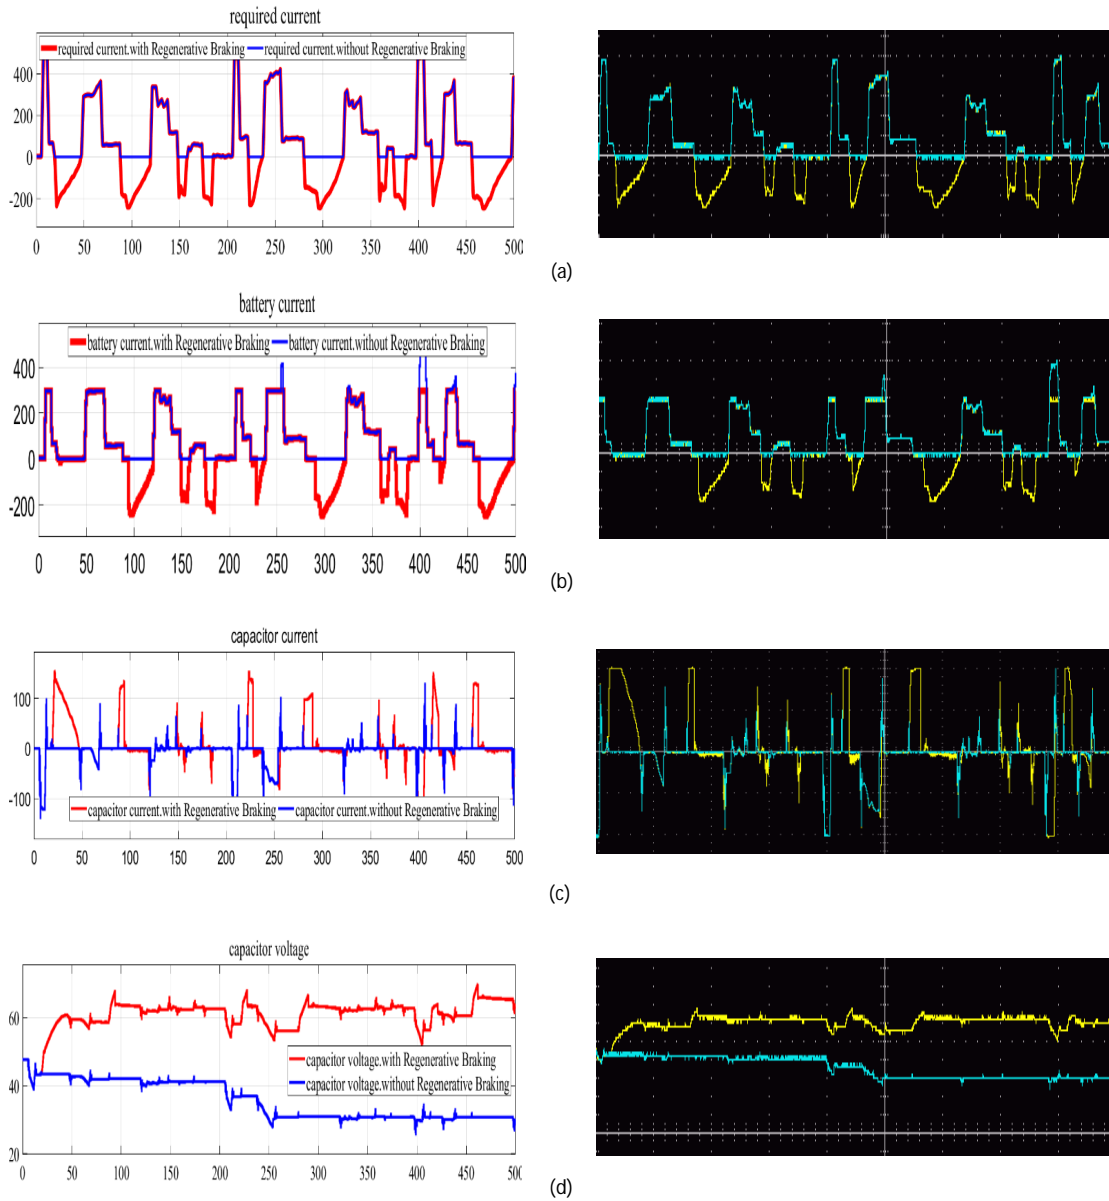 required current
required current.with Regenerative Braking required current.without Regenerative Braking
400
200
0
-200
0 50 100 150 200 250 300 350 400 450 500
(a)
battery current
battery current.with Regenerative Braking battery current.without Regenerative Braking
400
200
0
-200
0 50 100 150 200 250 300 350 400 450 500
(b)
capacitor current
100
0
-100
capacitor current.with Regenerative Braking capacitor current.without Regenerative Braking
0 50 100 150 200 250 300 350 400 450 500
(c)
capacitor voltage
60
capacitor voltage.with Regenerative Braking
capacitor voltage.without Regenerative Braking
40
20
0 50 100 150 200 250 300 350 400 450 500
(d)